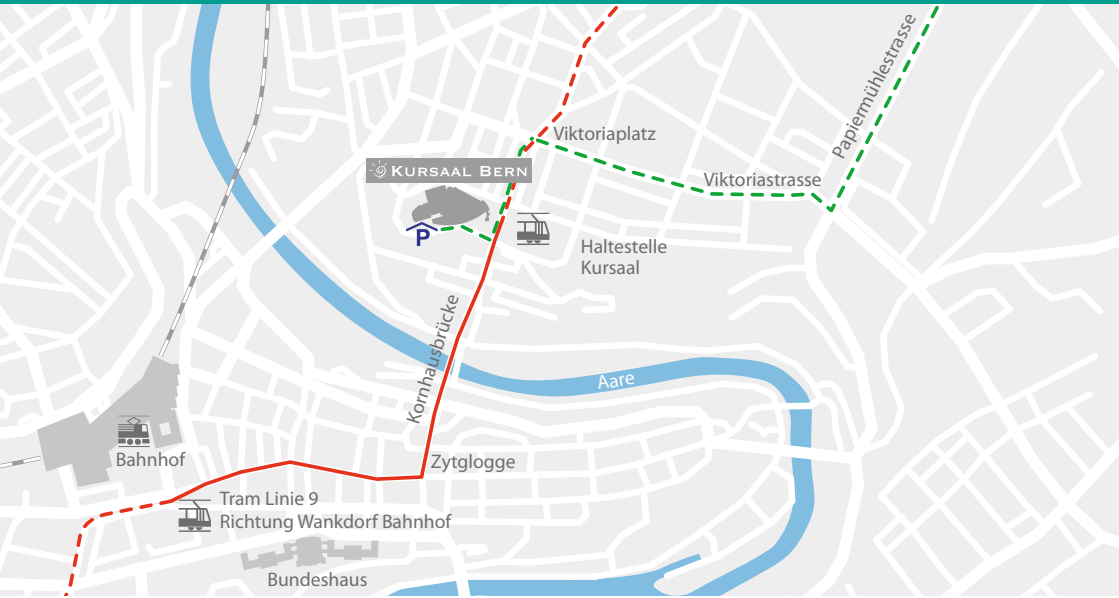 Papiermühlestrasse
Viktoriaplatz
KURSAAL BERN
Viktoriastrasse
P
Haltestelle
Kursaal
Kornhausbrücke
Aare
Bahnhof
Zytglogge
Tram Linie 9
Richtung Wankdorf Bahnhof
Bundeshaus